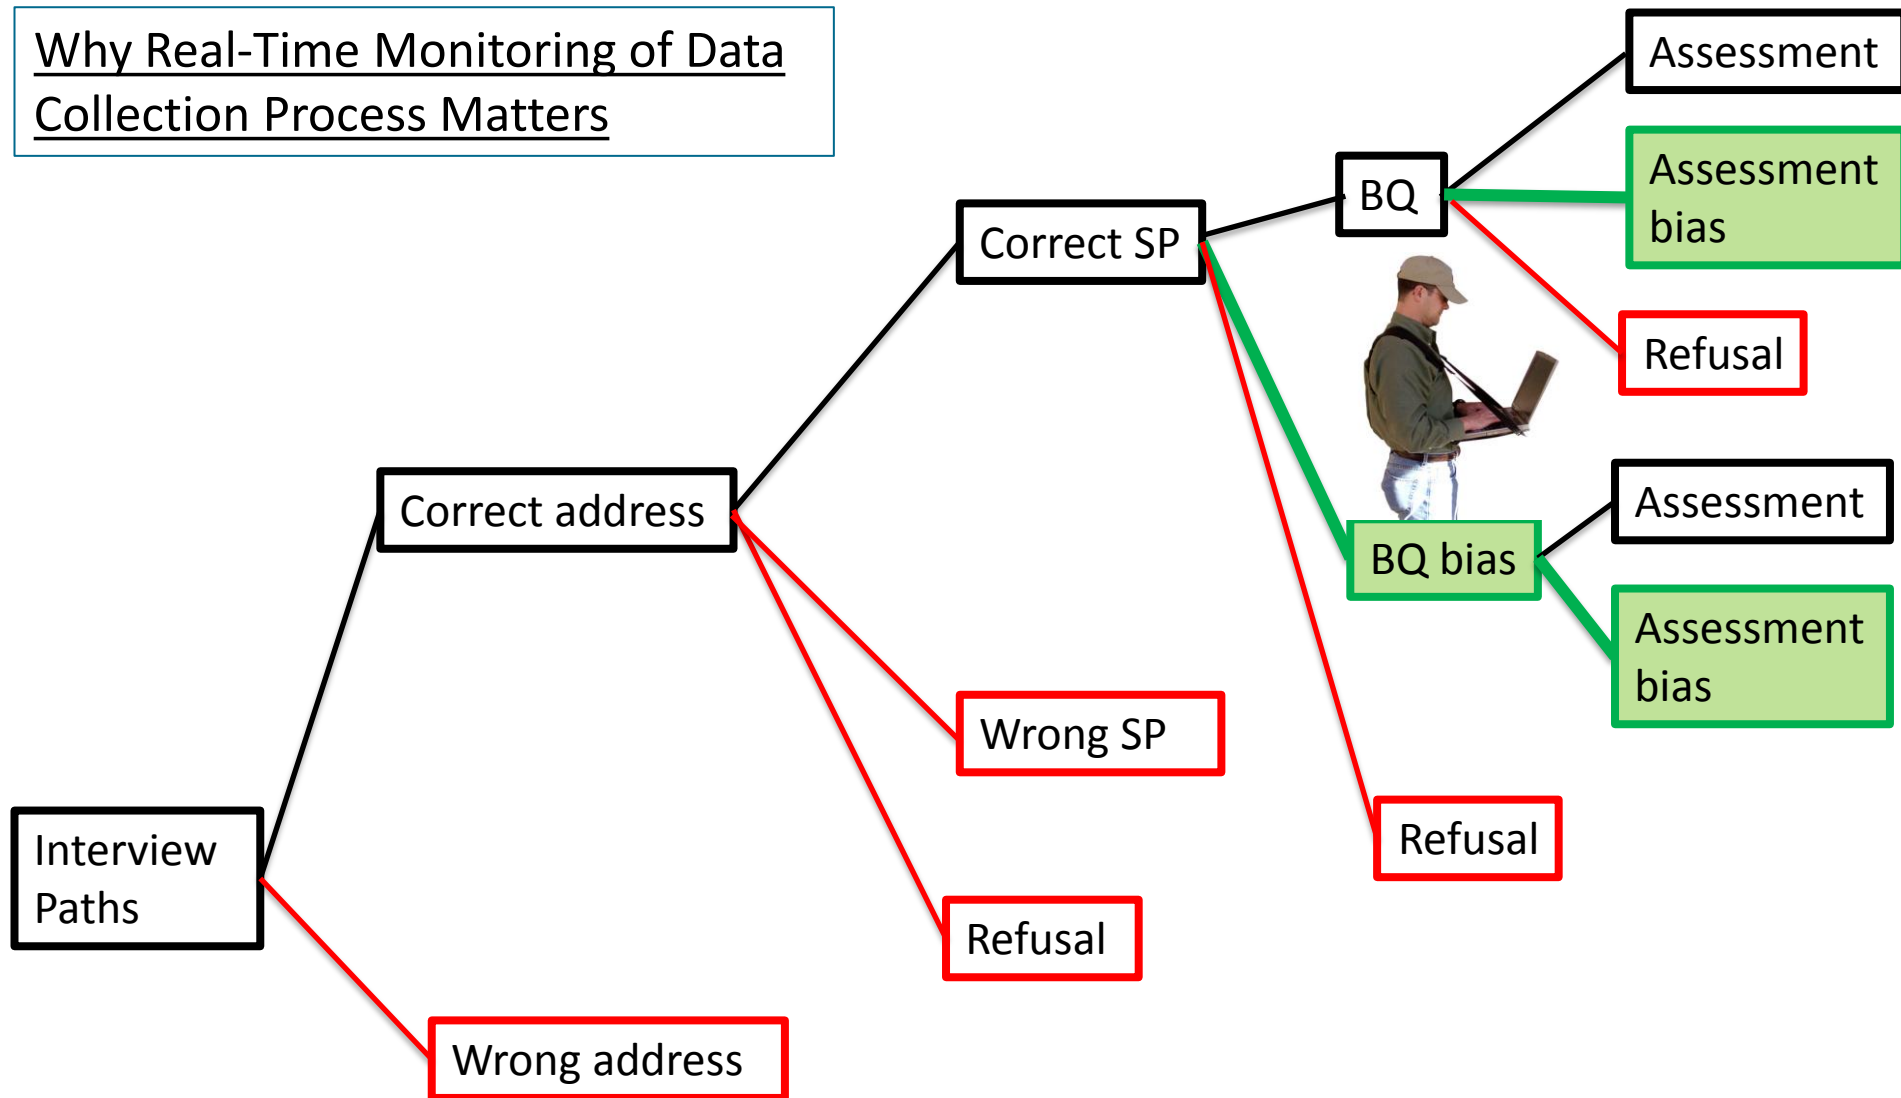 Why Real-Time Monitoring of Data
Collection Process Matters
Assessment
Assessment
bias
BQ
Correct SP
Refusal
Correct address
Assessment
BQ bias
Assessment
bias
Wrong SP
Refusal
Interview
Paths
Refusal
Wrong address